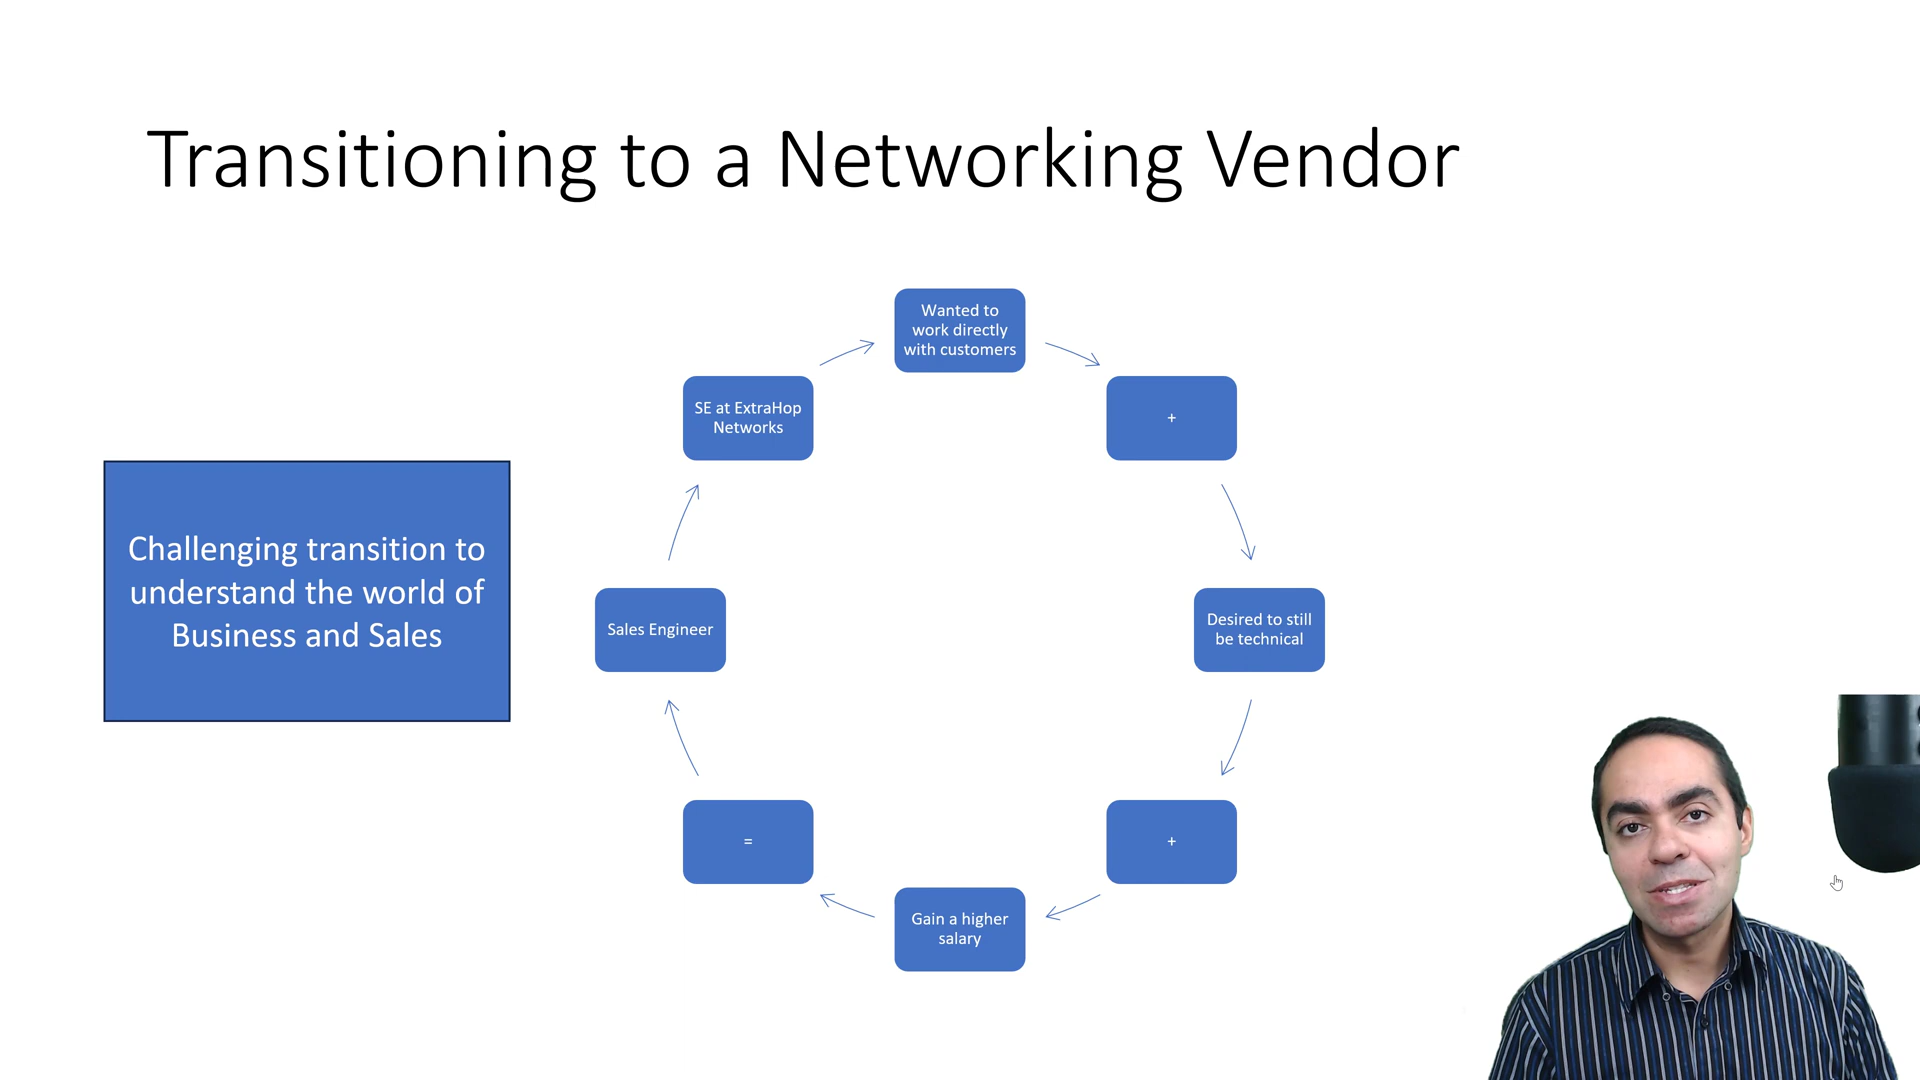 Transitioning to a Networking Vendor
Wanted to
work directly
with customers
+
Desired to still
be technical
+
Gain a higher
salary
=
Sales Engineer
SE at ExtraHop
Networks
Challenging transition to
understand the world of
Business and Sales